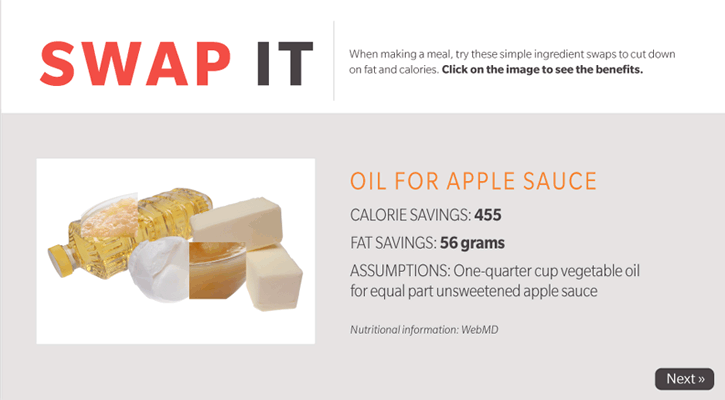 SWAP IT
When making a meal, try these simple ingredient swaps to cut down
on fat and calories. Click on the image to see the benefits.
OIL FOR APPLE SAUCE
CALORIE SAVINGS: 455
FAT SAVINGS: 56 grams
ASSUMPTIONS: One-quarter cup vegetable oil
for equal part unsweetened apple sauce
Nutritional information: WebMD
Next »